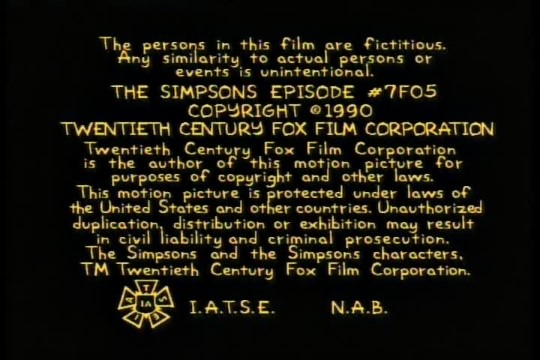 The persons in this film are fictitious.
Any similarity to actual persons or
events is unintentional.
THE SIMPSONS EPISODE #7F05
COPYRIGHT ©1990
TWENTIETH CENTURY FOX FILM CORPORATION
Twentieth Century Fox Film Corporation
is the author of this motion picture for
purposes of copyright and other laws.
This motion picture is protected under laws of
the United States and other countries. Unauthorized
duplication, distribution or exhibition may result
in civil liability and criminal prosecution.
The Simpsons and the Simpsons characters,
TM Twentieth Century Fox Film Corporation.
IATSE IA I.A.T.S.E. N.A.B.